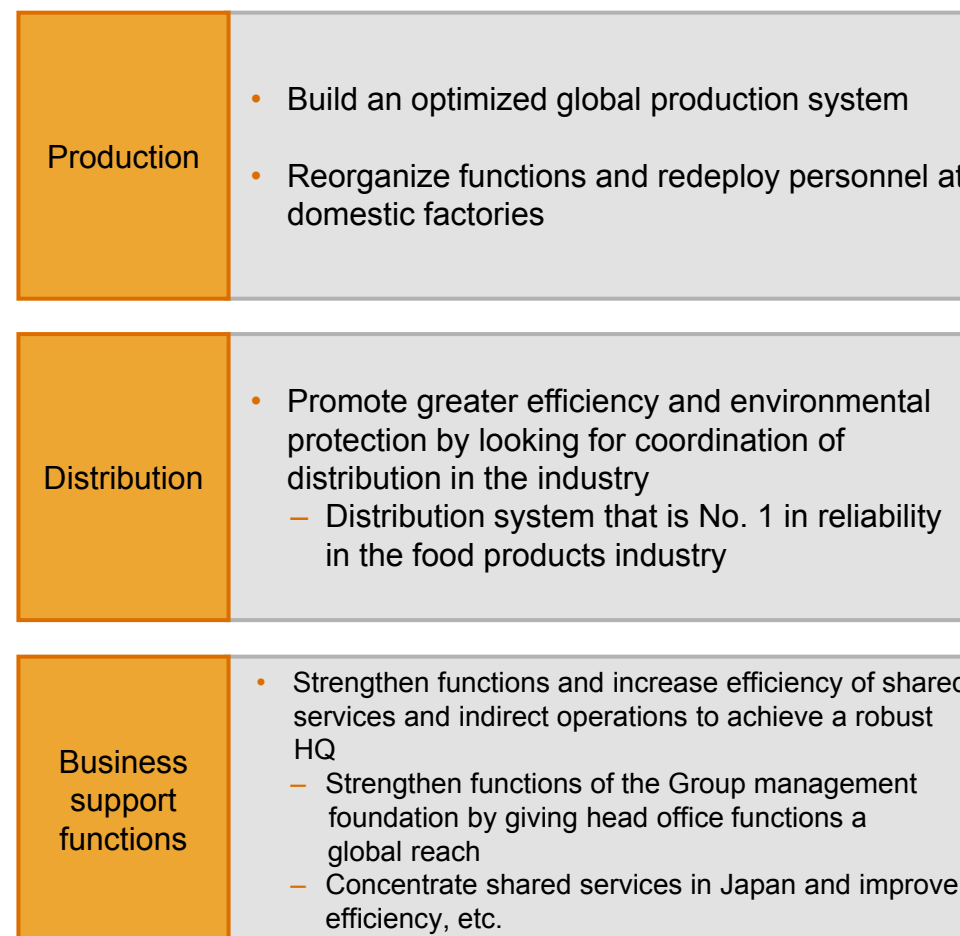 Production
• Build an optimized global production system
• Reorganize functions and redeploy personnel at
domestic factories
Distribution
• Promote greater efficiency and environmental
protection by looking for coordination of
distribution in the industry
– Distribution system that is No. 1 in reliability
in the food products industry
Business
support
functions
• Strengthen functions and increase efficiency of shared
services and indirect operations to achieve a robust
HQ
– Strengthen functions of the Group management
foundation by giving head office functions a
global reach
– Concentrate shared services in Japan and improve
efficiency, etc.